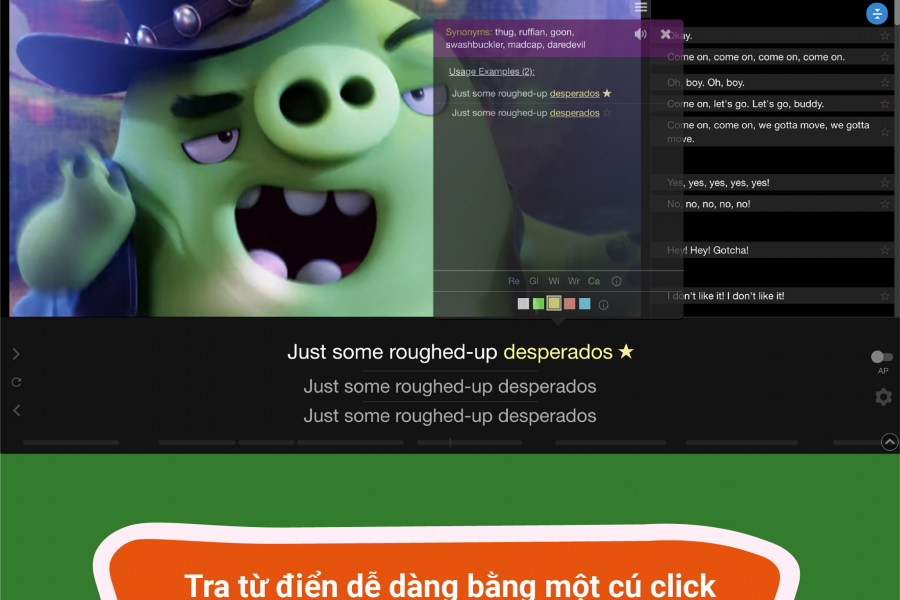 Synonyms: thug, ruffian, goon,
swashbuckler, madcap, daredevil
Usage Examples (2):
Just some roughed-up desperados ★
Just some roughed-up desperados ☆
Re Gl Wi Wr Ca
Okay.
Come on, come on, come on, come on.
Oh, boy. Oh, boy.
Come on, let's go. Let's go, buddy.
Come on, come on, we gotta move, we gotta
move.
Yes, yes, yes, yes, yes!
No, no, no, no, no!
Hey! Hey! Gotcha!
I don't like it! I don't like it!
Just some roughed-up desperados ★
Just some roughed-up desperados
Just some roughed-up desperados
AP
Tra từ điển dễ dàng bằng một cú click